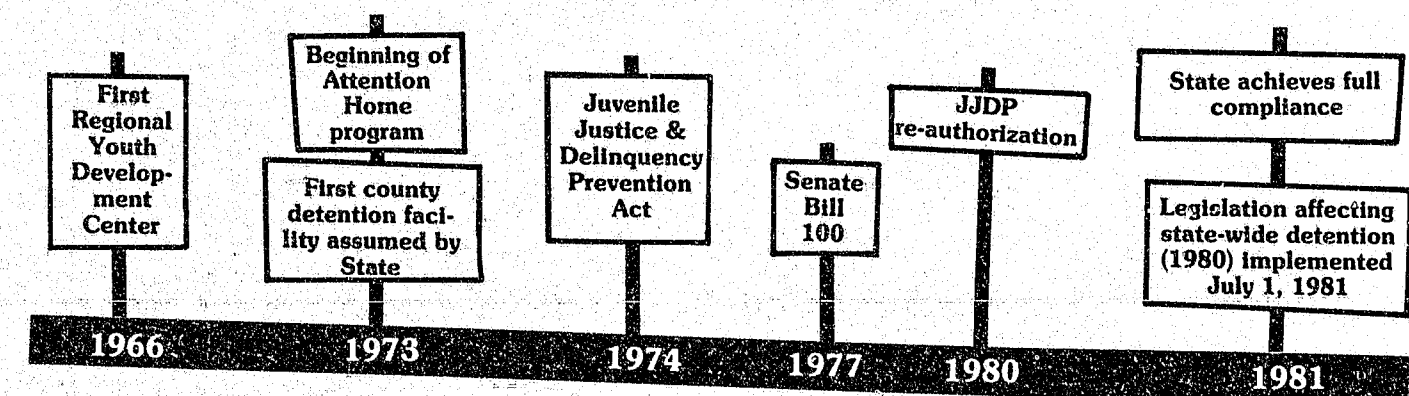 First
Regional
Youth
Develop-
ment
Center
1966
Beginning of
Attention
Home
program
First county
detention faci-
lity assumed by
State
1973
Juvenile
Justice &
Delinquency
Prevention
Act
1974
Senate
Bill
100
1977
JJDP
re-authorization
1980
State achieves full
compliance
Legislation affecting
state-wide detention
(1980) implemented
July 1, 1981
1981